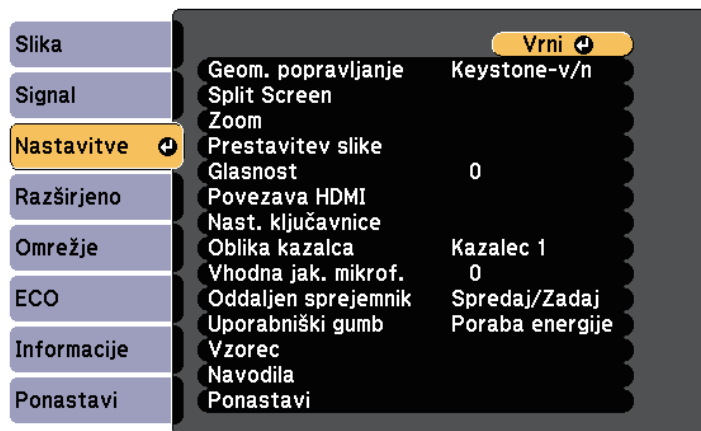 Slika
Signal
Nastavitve
Razširjeno
Omrežje
ECO
Informacije
Ponastavi
Vrni
Geom. popravljanje Keystone-v/n
Split Screen
Zoom
Prestavitev slike
Glasnost 0
Povezava HDMI
Nast. ključavnice
Oblika kazalca Kazalec 1
Vhodna jak. mikrof. 0
Oddaljen sprejemnik Spredaj/Zadaj
Uporabniški gumb Poraba energije
Vzorec
Navodila
Ponastavi